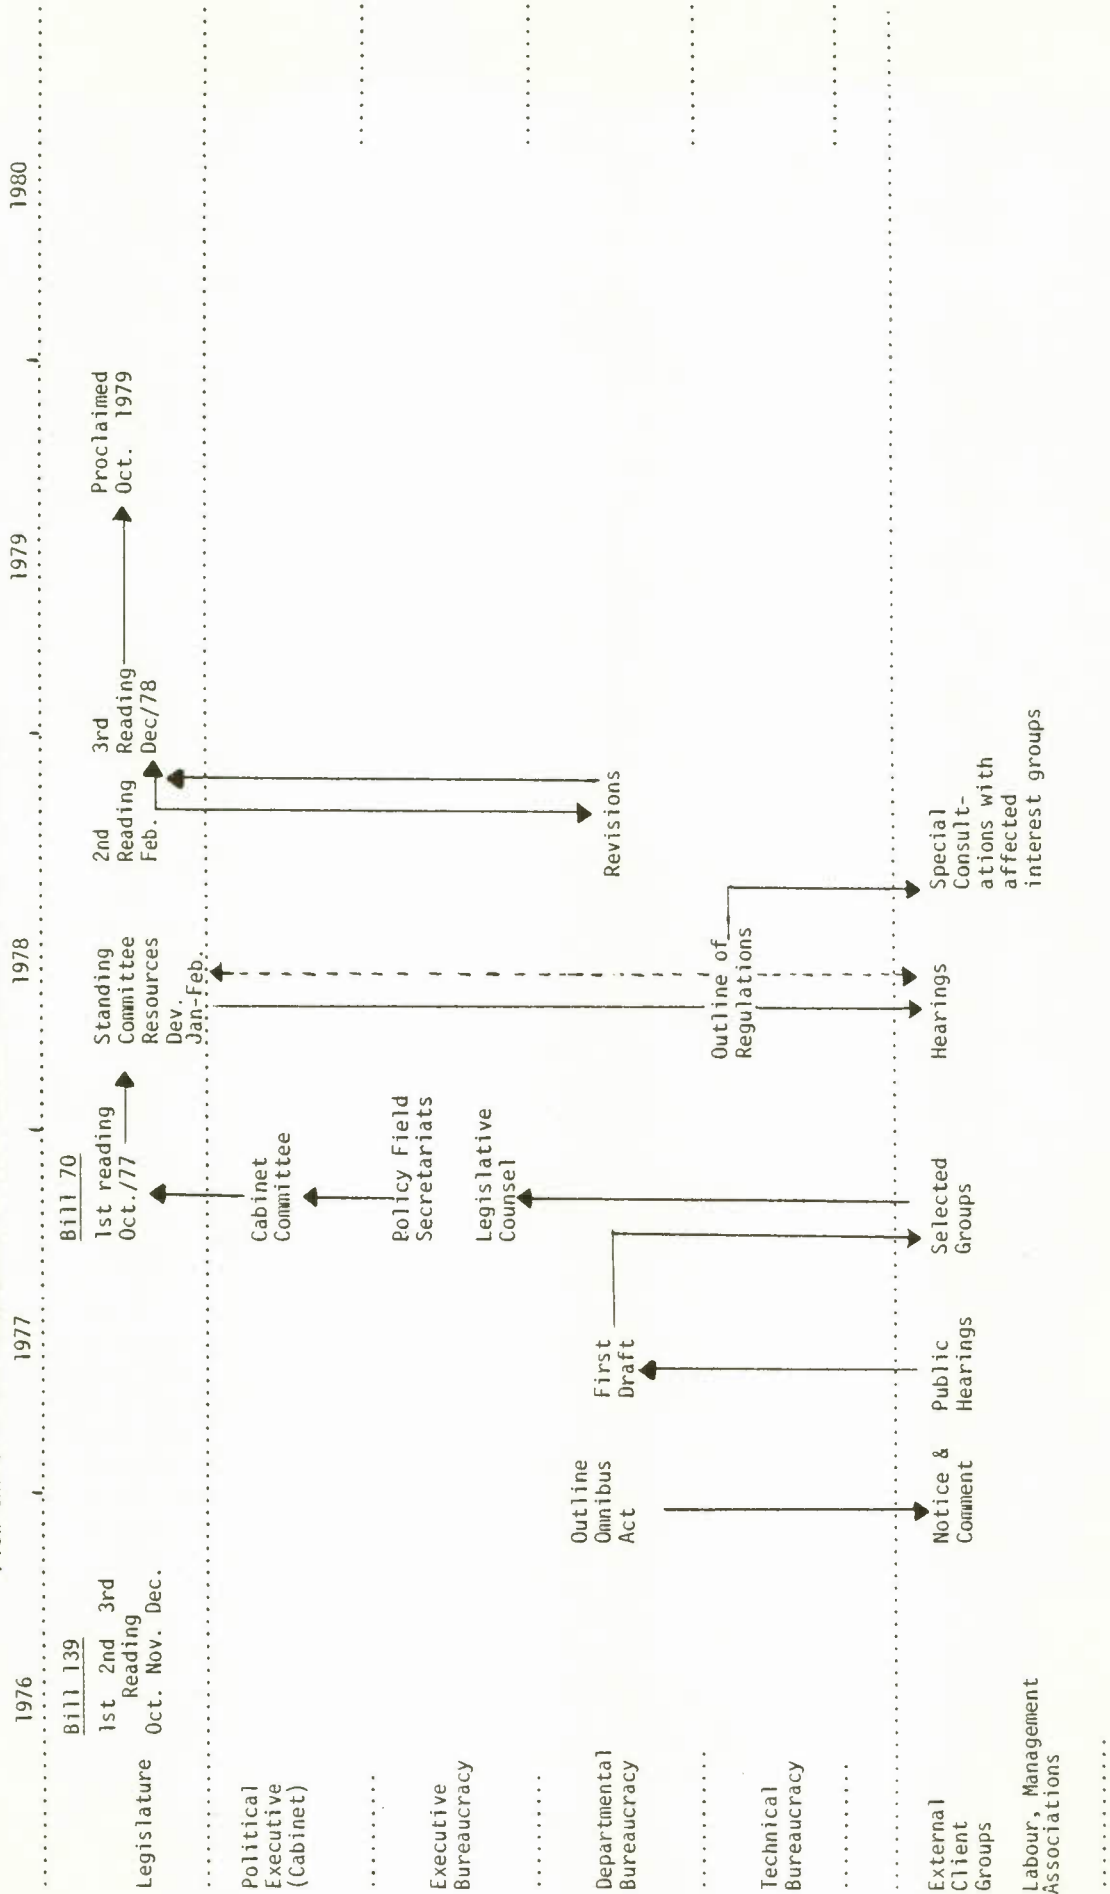 1976
1977
1978
1979
1980
Legislature
Bill 139
1st 2nd 3rd
Reading
Oct. Nov. Dec.
Bill 70
1st reading
Oct./77
Standing
Committee
Resources
Dev.
Jan-Feb.
2nd
Reading
Feb.
3rd
Reading
Dec/78
Proclaimed
Oct. 1979
Political
Executive
(Cabinet)
Cabinet
Committee
Executive
Bureaucracy
Policy Field
Secretariats
Legislative
Counsel
Departmental
Bureaucracy
Outline
Omnibus
Act
First
Draft
Revisions
Technical
Bureaucracy
Outline of
Regulations
External
Client
Groups
Notice &
Comment
Public
Hearings
Selected
Groups
Hearings
Special
Consult-
ations with
affected
interest groups
Labour, Management
Associations